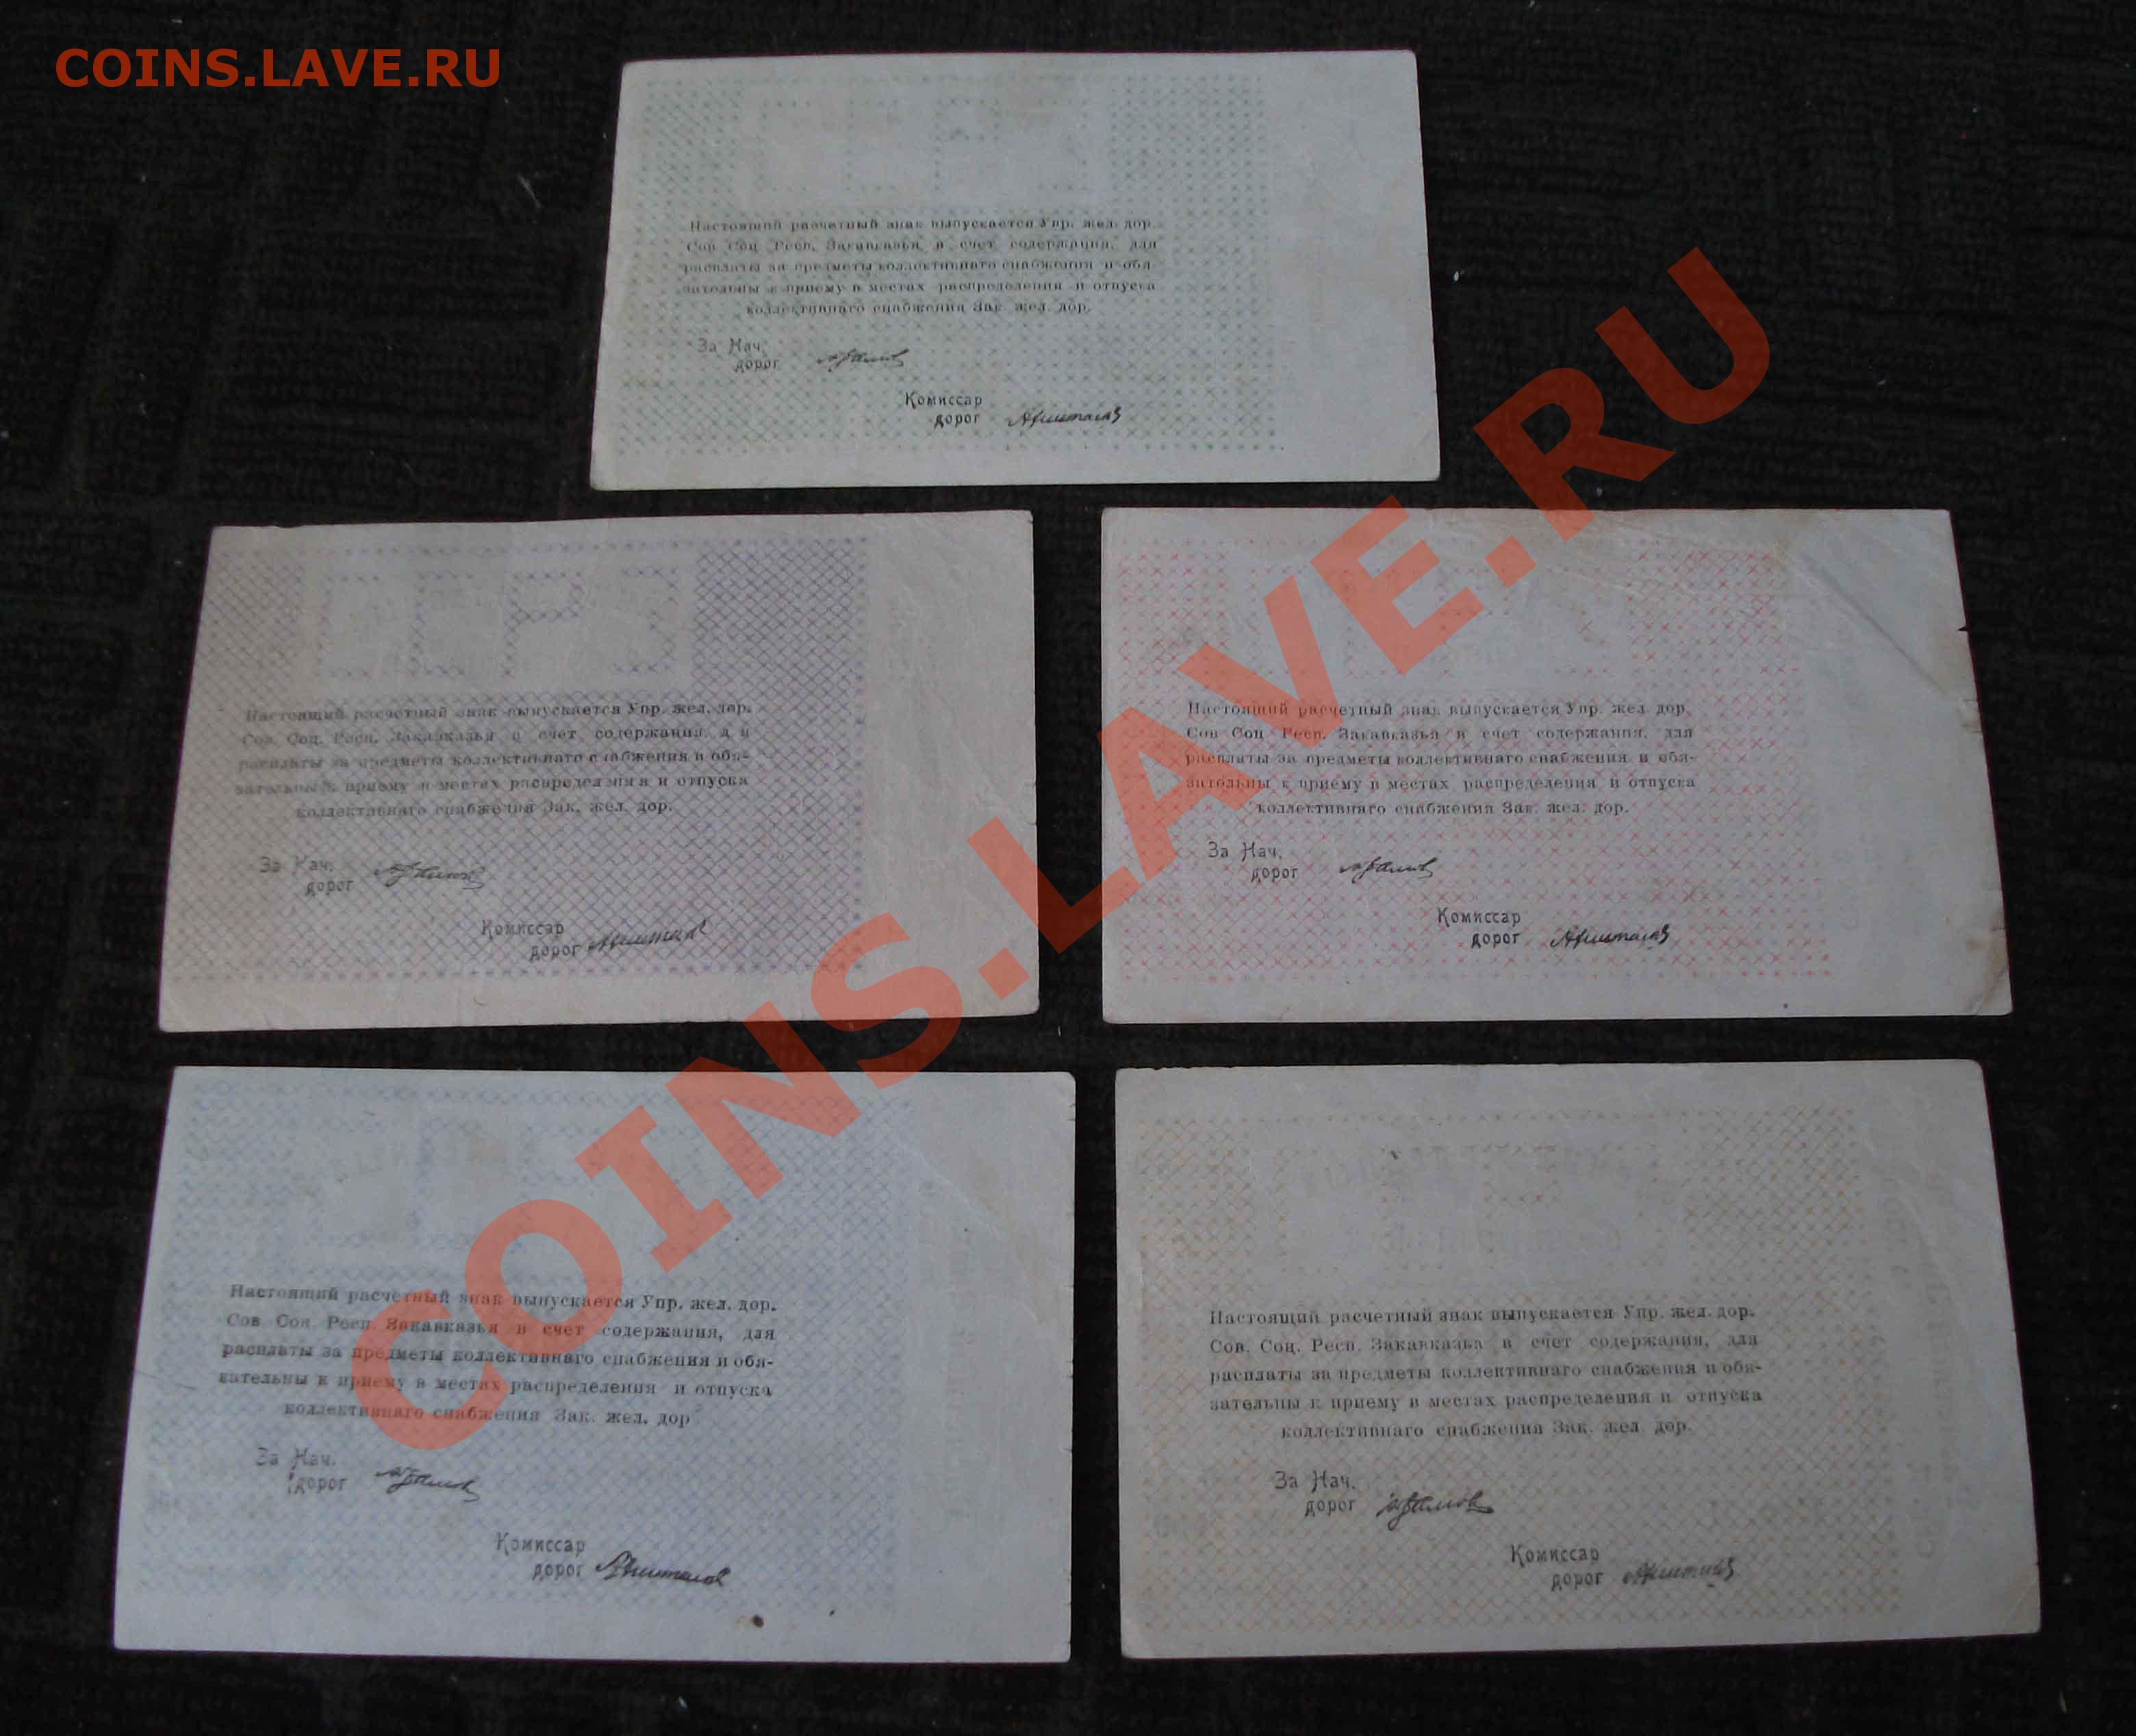 COINS.LAVE.RU
Настоящий расчетный знак выпускается Упр. жел. дор.
Сов Соц Респ. Закавказья в счет содержания, для
расплаты за предметы коллективнаго снабжения и обя-
зательны к приему в местах распределения и отпуска
коллективнаго снабжения Зак. жел. дор.
За Нач.
дорог
Комиссар
дорог
Настоящий расчетный знак выпускается Упр. жел. дор.
Сов Соц. Респ. Закавказья в счет содержания, д и
расплаты за предметы коллективнаго снабжения и обя-
зательны к приему в местах распределения и отпуска
коллективнаго снабжения Зак. жел. дор.
За Нач.
дорог
Комиссар
дорог
Настоящий расчетный знак выпускается Упр. жел. дор.
Сов Соц Респ. Закавказья в счет содержания, для
расплаты за предметы коллективнаго снабжения и обя-
зательны к приему в местах распределения и отпуска
коллективняго снабжения Зак. жел. дор.
За Нач.
дорог
Комиссар
дорог
Настоящий расчетный знак выпускается Упр. жел. дор.
Сов Соц Респ. Закавказья в счет содержания, для
расплаты за предметы коллективнаго снабжения и обя-
зательны к приему в местах распределения и отпуска
коллективнаго снабжения Зак. жел. дор
За Нач.
дорог
Комиссар
дорог
Настоящий расчетный знак выпускается Упр. жел. дор.
Сов. Соц. Респ. Закавказья в счет содержания, для
расплаты за предметы коллективнаго снабжения и обя-
зательны к приему в местах распределения и отпуска
коллективнаго снабжения Зак. жел. дор.
За Нач.
дорог
Комиссар
дорог
COINS.LAVE.RU